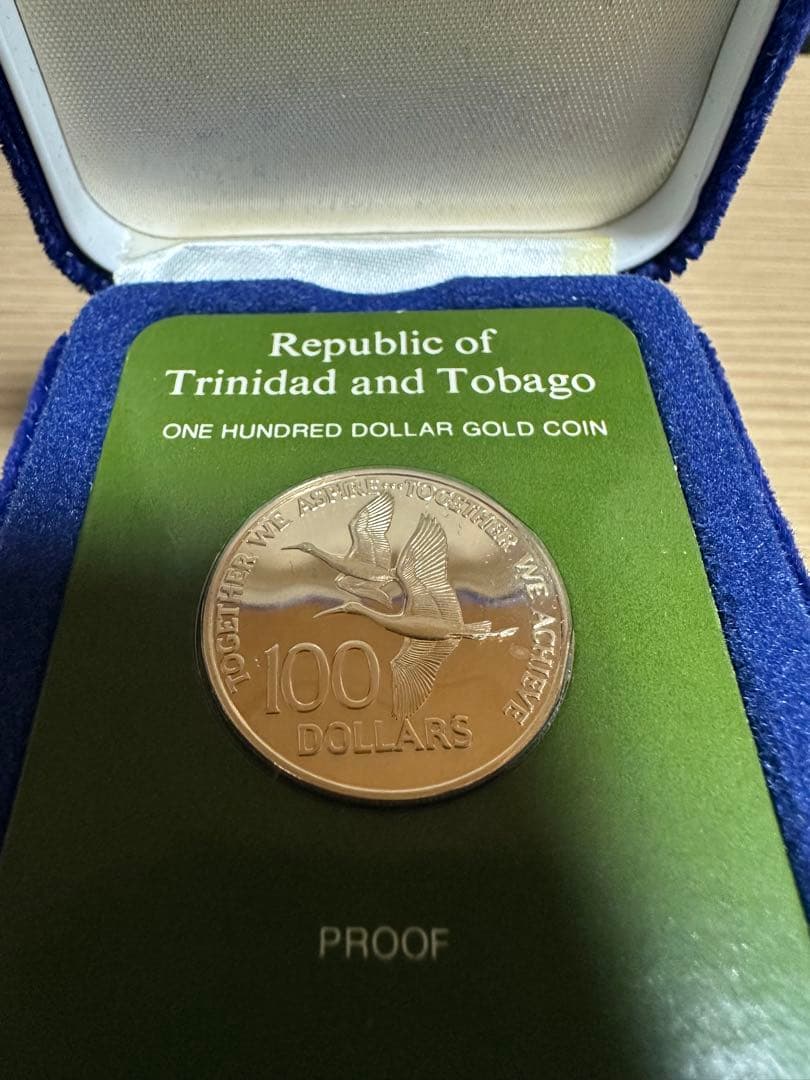 Republic of
Trinidad and Tobago
ONE HUNDRED DOLLAR GOLD COIN
TOGETHER WE ASPIRE...TOGETHER WE ACHIEVE
100
DOLLARS
PROOF